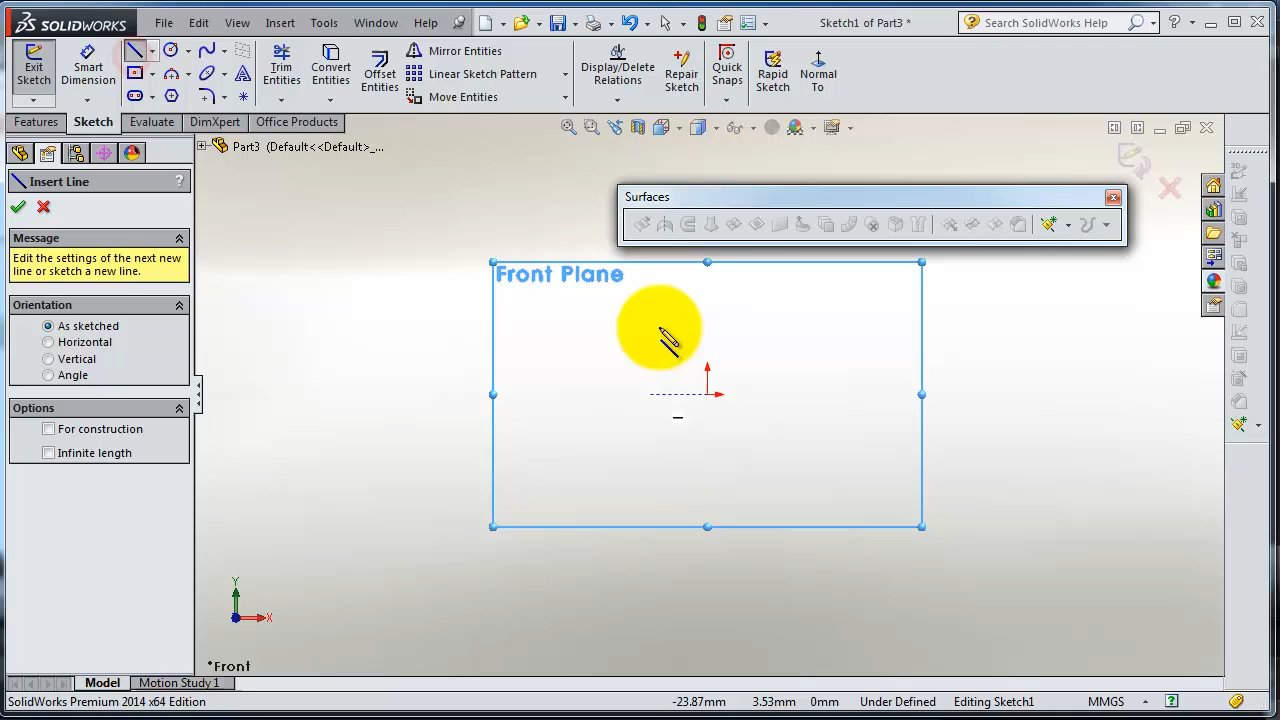 SOLIDWORKS File Edit View Insert Tools Window Help Sketch1 of Part3 * Search SolidWorks Help
Exit Sketch
Smart Dimension
Trim Entities
Convert Entities
Offset Entities
Mirror Entities
Linear Sketch Pattern
Move Entities
Display/Delete Relations
Repair Sketch
Quick Snaps
Rapid Sketch
Normal To
Features Sketch Evaluate DimXpert Office Products
Part3 (Default<<Default>_...
Insert Line ?
Message
Edit the settings of the next new
line or sketch a new line.
Orientation
As sketched
Horizontal
Vertical
Angle
Options
For construction
Infinite length
Surfaces
Front Plane
Y
X
*Front
Model Motion Study 1
SolidWorks Premium 2014 x64 Edition -23.87mm 3.53mm 0mm Under Defined Editing Sketch1 MMGS